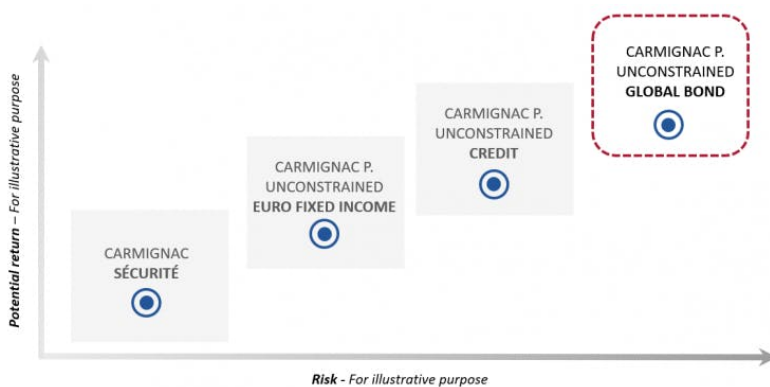 CARMIGNAC P.
UNCONSTRAINED
GLOBAL BOND
CARMIGNAC P.
UNCONSTRAINED
CREDIT
CARMIGNAC P.
UNCONSTRAINED
EURO FIXED INCOME
CARMIGNAC
SÉCURITÉ
Potential return – For illustrative purpose
Risk - For illustrative purpose